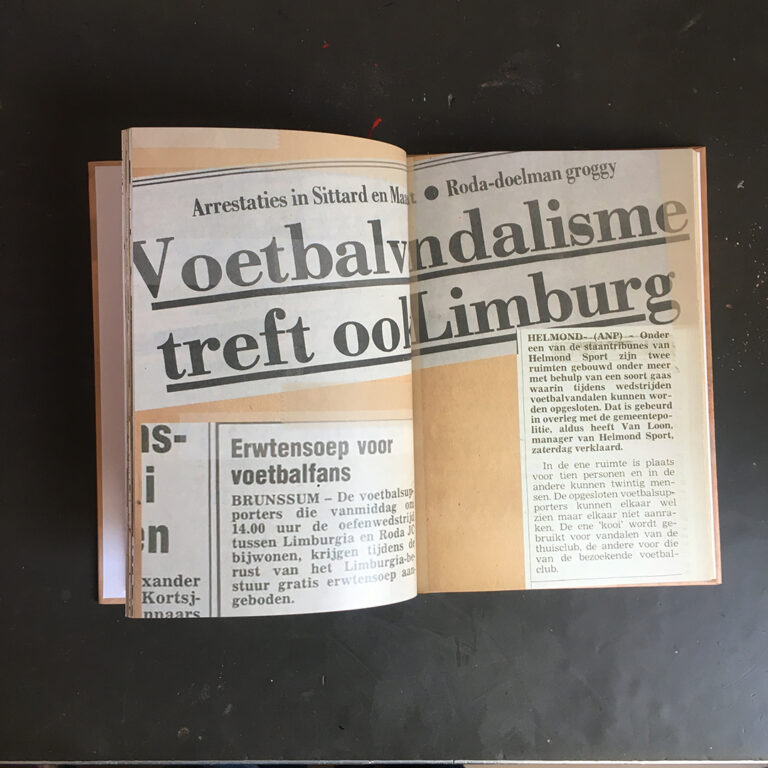 Arrestaties in Sittard en Maa t. ● Roda-doelman groggy
Voetbalvndalisme
treft ook Limburg
ns-
i
en
xander
Kortsj-
nnaars
Erwtensoep voor
voetbalfans
BRUNSSUM – De voetbalsup-
porters die vanmiddag om
14.00 uur de oefenwedstrijd
tussen Limburgia en Roda JC
bijwonen, krijgen tijdens de
rust van het Limburgia-be-
stuur gratis erwtensoep aan-
geboden.
HELMOND- (ANP) - Onder
een van de staantribunes van
Helmond Sport zijn twee
ruimten gebouwd onder meer
met behulp van een soort gaas
waarin tijdens wedstrijden
voetbalvandalen kunnen wor-
den opgesloten. Dat is gebeurd
in overleg met de gemeentepo-
litie, aldus heeft Van Loon,
manager van Helmond Sport,
zaterdag verklaard.
In de ene ruimte is plaats
voor tien personen en in de
andere kunnen twintig men-
sen. De opgesloten voetbalsup-
porters kunnen elkaar wel
zien maar elkaar niet aanra-
ken. De ene 'kooi' wordt ge-
bruikt voor vandalen van de
thuisclub, de andere voor die
van de bezoekende voetbal-
club.